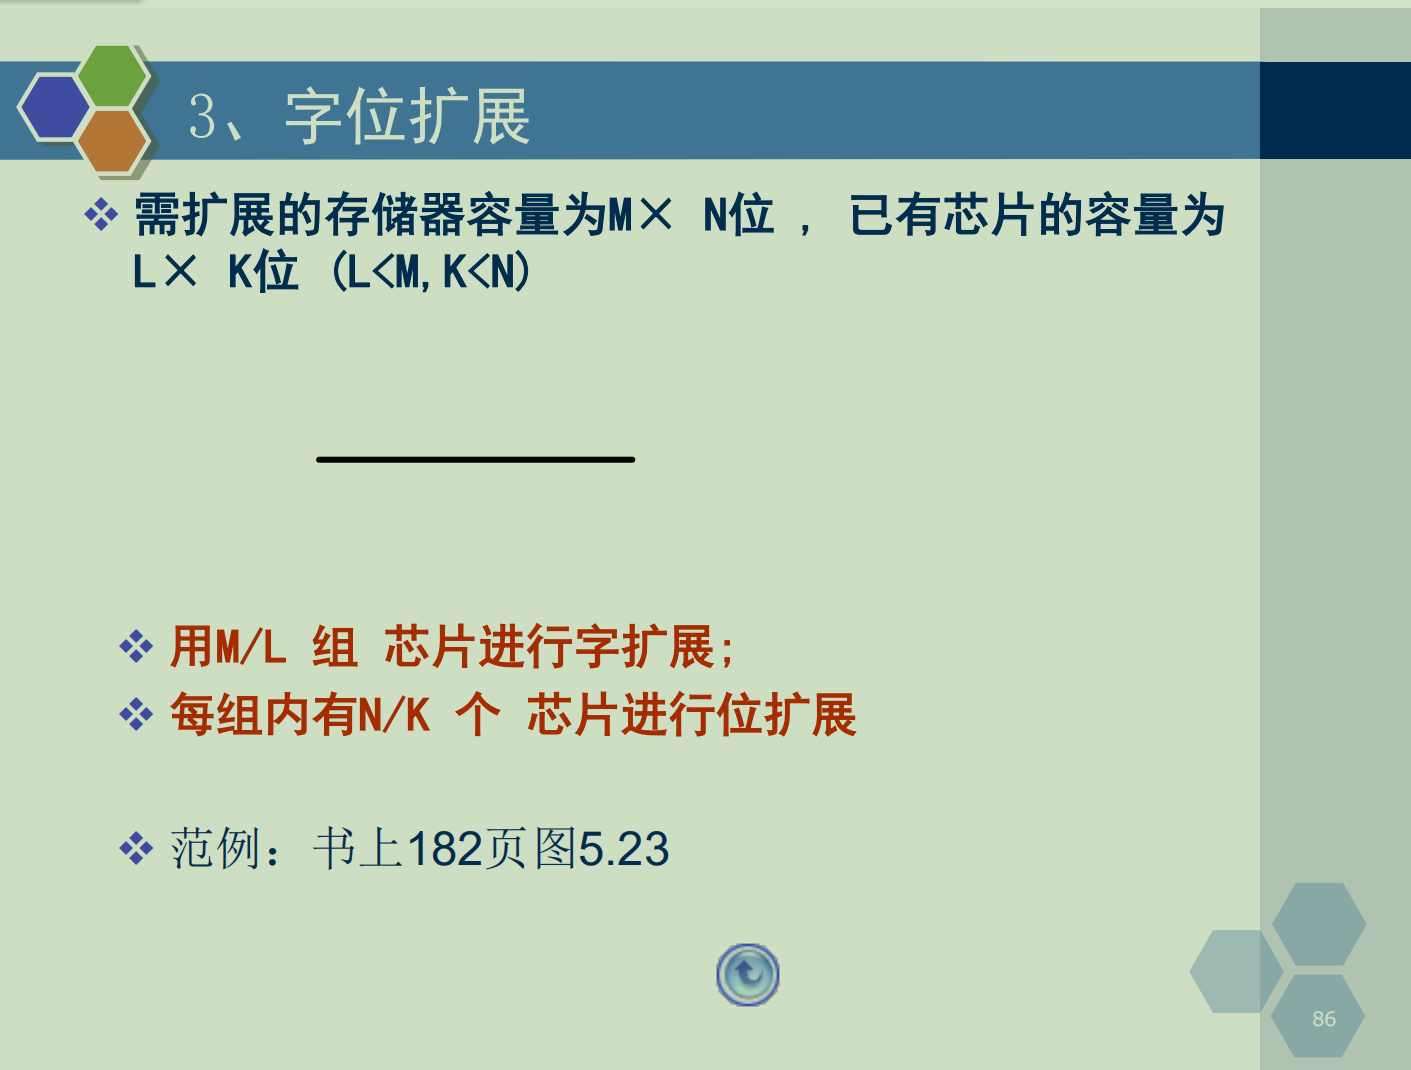 3、字位扩展
需扩展的存储器容量为M× N位 , 已有芯片的容量为
L× K位 (L<M,K<N)
用M/L 组 芯片进行字扩展;
每组内有N/K 个 芯片进行位扩展
范例：书上182页图5.23
86